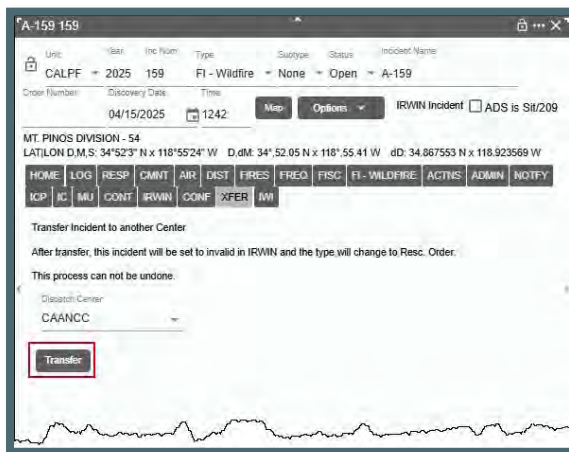 A-159 159
Unit Year Inc Num Type Subtype Status Incident Name
CALPF 2025 159 FI - Wildfire None Open A-159
Order Number Discovery Date Time
04/15/2025 1242 Map Options IRWIN Incident ADS is Sit/209
MT. PINOS DIVISION - 54
LAT|LON D,M,S: 34°52'3" N x 118°55'24" W D,dM: 34°,52.05 N x 118°,55.41 W dD: 34.867553 N x 118.923569 W
HOME LOG RESP CMNT AIR DIST FIRES FREQ FISC FI - WILDFIRE ACTNS ADMIN NOTFY
ICP IC MU CONT IRWIN CONF XFER IWI
Transfer Incident to another Center
After transfer, this incident will be set to invalid in IRWIN and the type will change to Resc. Order.
This process can not be undone.
Dispatch Center
CAANCC
Transfer